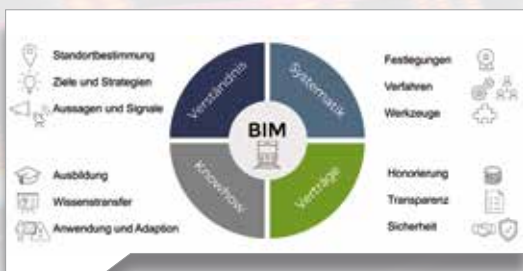 Standortbestimmung
Ziele und Strategien
Aussagen und Signale
Verständnis
Systematik
Festlegungen
Verfahren
Werkzeuge
BIM
Ausbildung
Wissenstransfer
Anwendung und Adaption
Knowhow
Verträge
Honorierung
Transparenz
Sicherheit